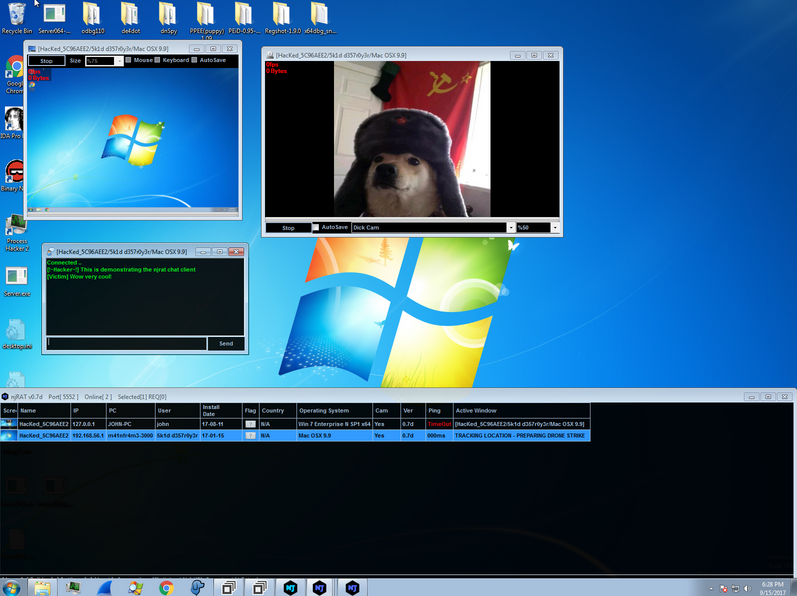 Recycle Bin
Server064-...
odbg110
de4dot
dnSpy
PPEE(puppy) 1.09
PEiD-0.95-...
Regshot-1.9.0
x64dbg_sn...
Google Chrom
IDA Pro
Binary N
Process Hacker 2
Server.exe
desktop.ini
[HacKed_5C96AEE2/5k1d d357r0y3r/Mac OSX 9.9]
Stop
Size
%75
Mouse
Keyboard
AutoSave
0 Bytes
[HacKed_5C96AEE2/5k1d d357r0y3r/Mac OSX 9.9]
0 Bytes
Stop
AutoSave
Dick Cam
%50
[HacKed_5C96AEE2/5k1d d357r0y3r/Mac OSX 9.9]
Connected ..
[!~Hacker~!] This is demonstrating the njrat chat client
[Victim] Wow very cool!
Send
njRAT v0.7d Port[ 5552 ] Online[ 2 ] Selected[1] REQ[0]
Scre Name IP PC User Install Date Flag Country Operating System Cam Ver Ping Active Window
HacKed_5C96AEE2 127.0.0.1 JOHN-PC john 17-08-11 N/A Win 7 Enterprise N SP1 x64 Yes 0.7d TimeOut [HacKed_5C96AEE2/5k1d d357r0y3r/Mac OSX 9.9]
HacKed_5C96AEE2 192.168.56.1 m41nfr4m3-3000 5k1d d357r0y3r 17-01-15 N/A Mac OSX 9.9 Yes 0.7d 000ms TRACKING LOCATION - PREPARING DRONE STRIKE
6:28 PM
8/15/2017